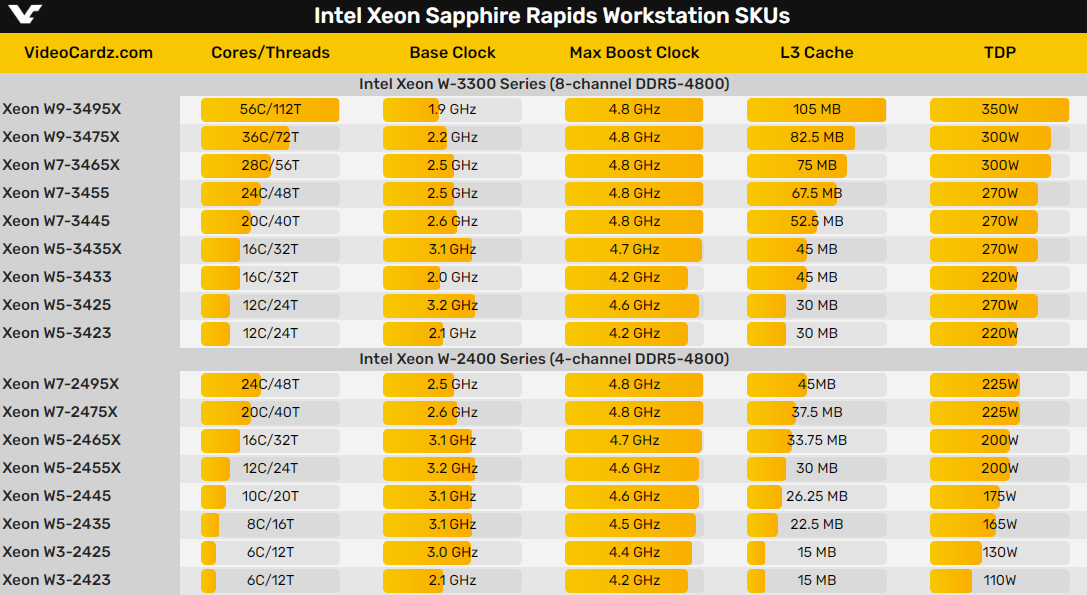 Intel Xeon Sapphire Rapids Workstation SKUs
VideoCardz.com Cores/Threads Base Clock Max Boost Clock L3 Cache TDP
Intel Xeon W-3300 Series (8-channel DDR5-4800)
Xeon W9-3495X 56C/112T 1.9 GHz 4.8 GHz 105 MB 350W
Xeon W9-3475X 36C/72T 2.2 GHz 4.8 GHz 82.5 MB 300W
Xeon W7-3465X 28C/56T 2.5 GHz 4.8 GHz 75 MB 300W
Xeon W7-3455 24C/48T 2.5 GHz 4.8 GHz 67.5 MB 270W
Xeon W7-3445 20C/40T 2.6 GHz 4.8 GHz 52.5 MB 270W
Xeon W5-3435X 16C/32T 3.1 GHz 4.7 GHz 45 MB 270W
Xeon W5-3433 16C/32T 2.0 GHz 4.2 GHz 45 MB 220W
Xeon W5-3425 12C/24T 3.2 GHz 4.6 GHz 30 MB 270W
Xeon W5-3423 12C/24T 2.1 GHz 4.2 GHz 30 MB 220W
Intel Xeon W-2400 Series (4-channel DDR5-4800)
Xeon W7-2495X 24C/48T 2.5 GHz 4.8 GHz 45MB 225W
Xeon W7-2475X 20C/40T 2.6 GHz 4.8 GHz 37.5 MB 225W
Xeon W5-2465X 16C/32T 3.1 GHz 4.7 GHz 33.75 MB 200W
Xeon W5-2455X 12C/24T 3.2 GHz 4.6 GHz 30 MB 200W
Xeon W5-2445 10C/20T 3.1 GHz 4.6 GHz 26.25 MB 175W
Xeon W5-2435 8C/16T 3.1 GHz 4.5 GHz 22.5 MB 165W
Xeon W3-2425 6C/12T 3.0 GHz 4.4 GHz 15 MB 130W
Xeon W3-2423 6C/12T 2.1 GHz 4.2 GHz 15 MB 110W